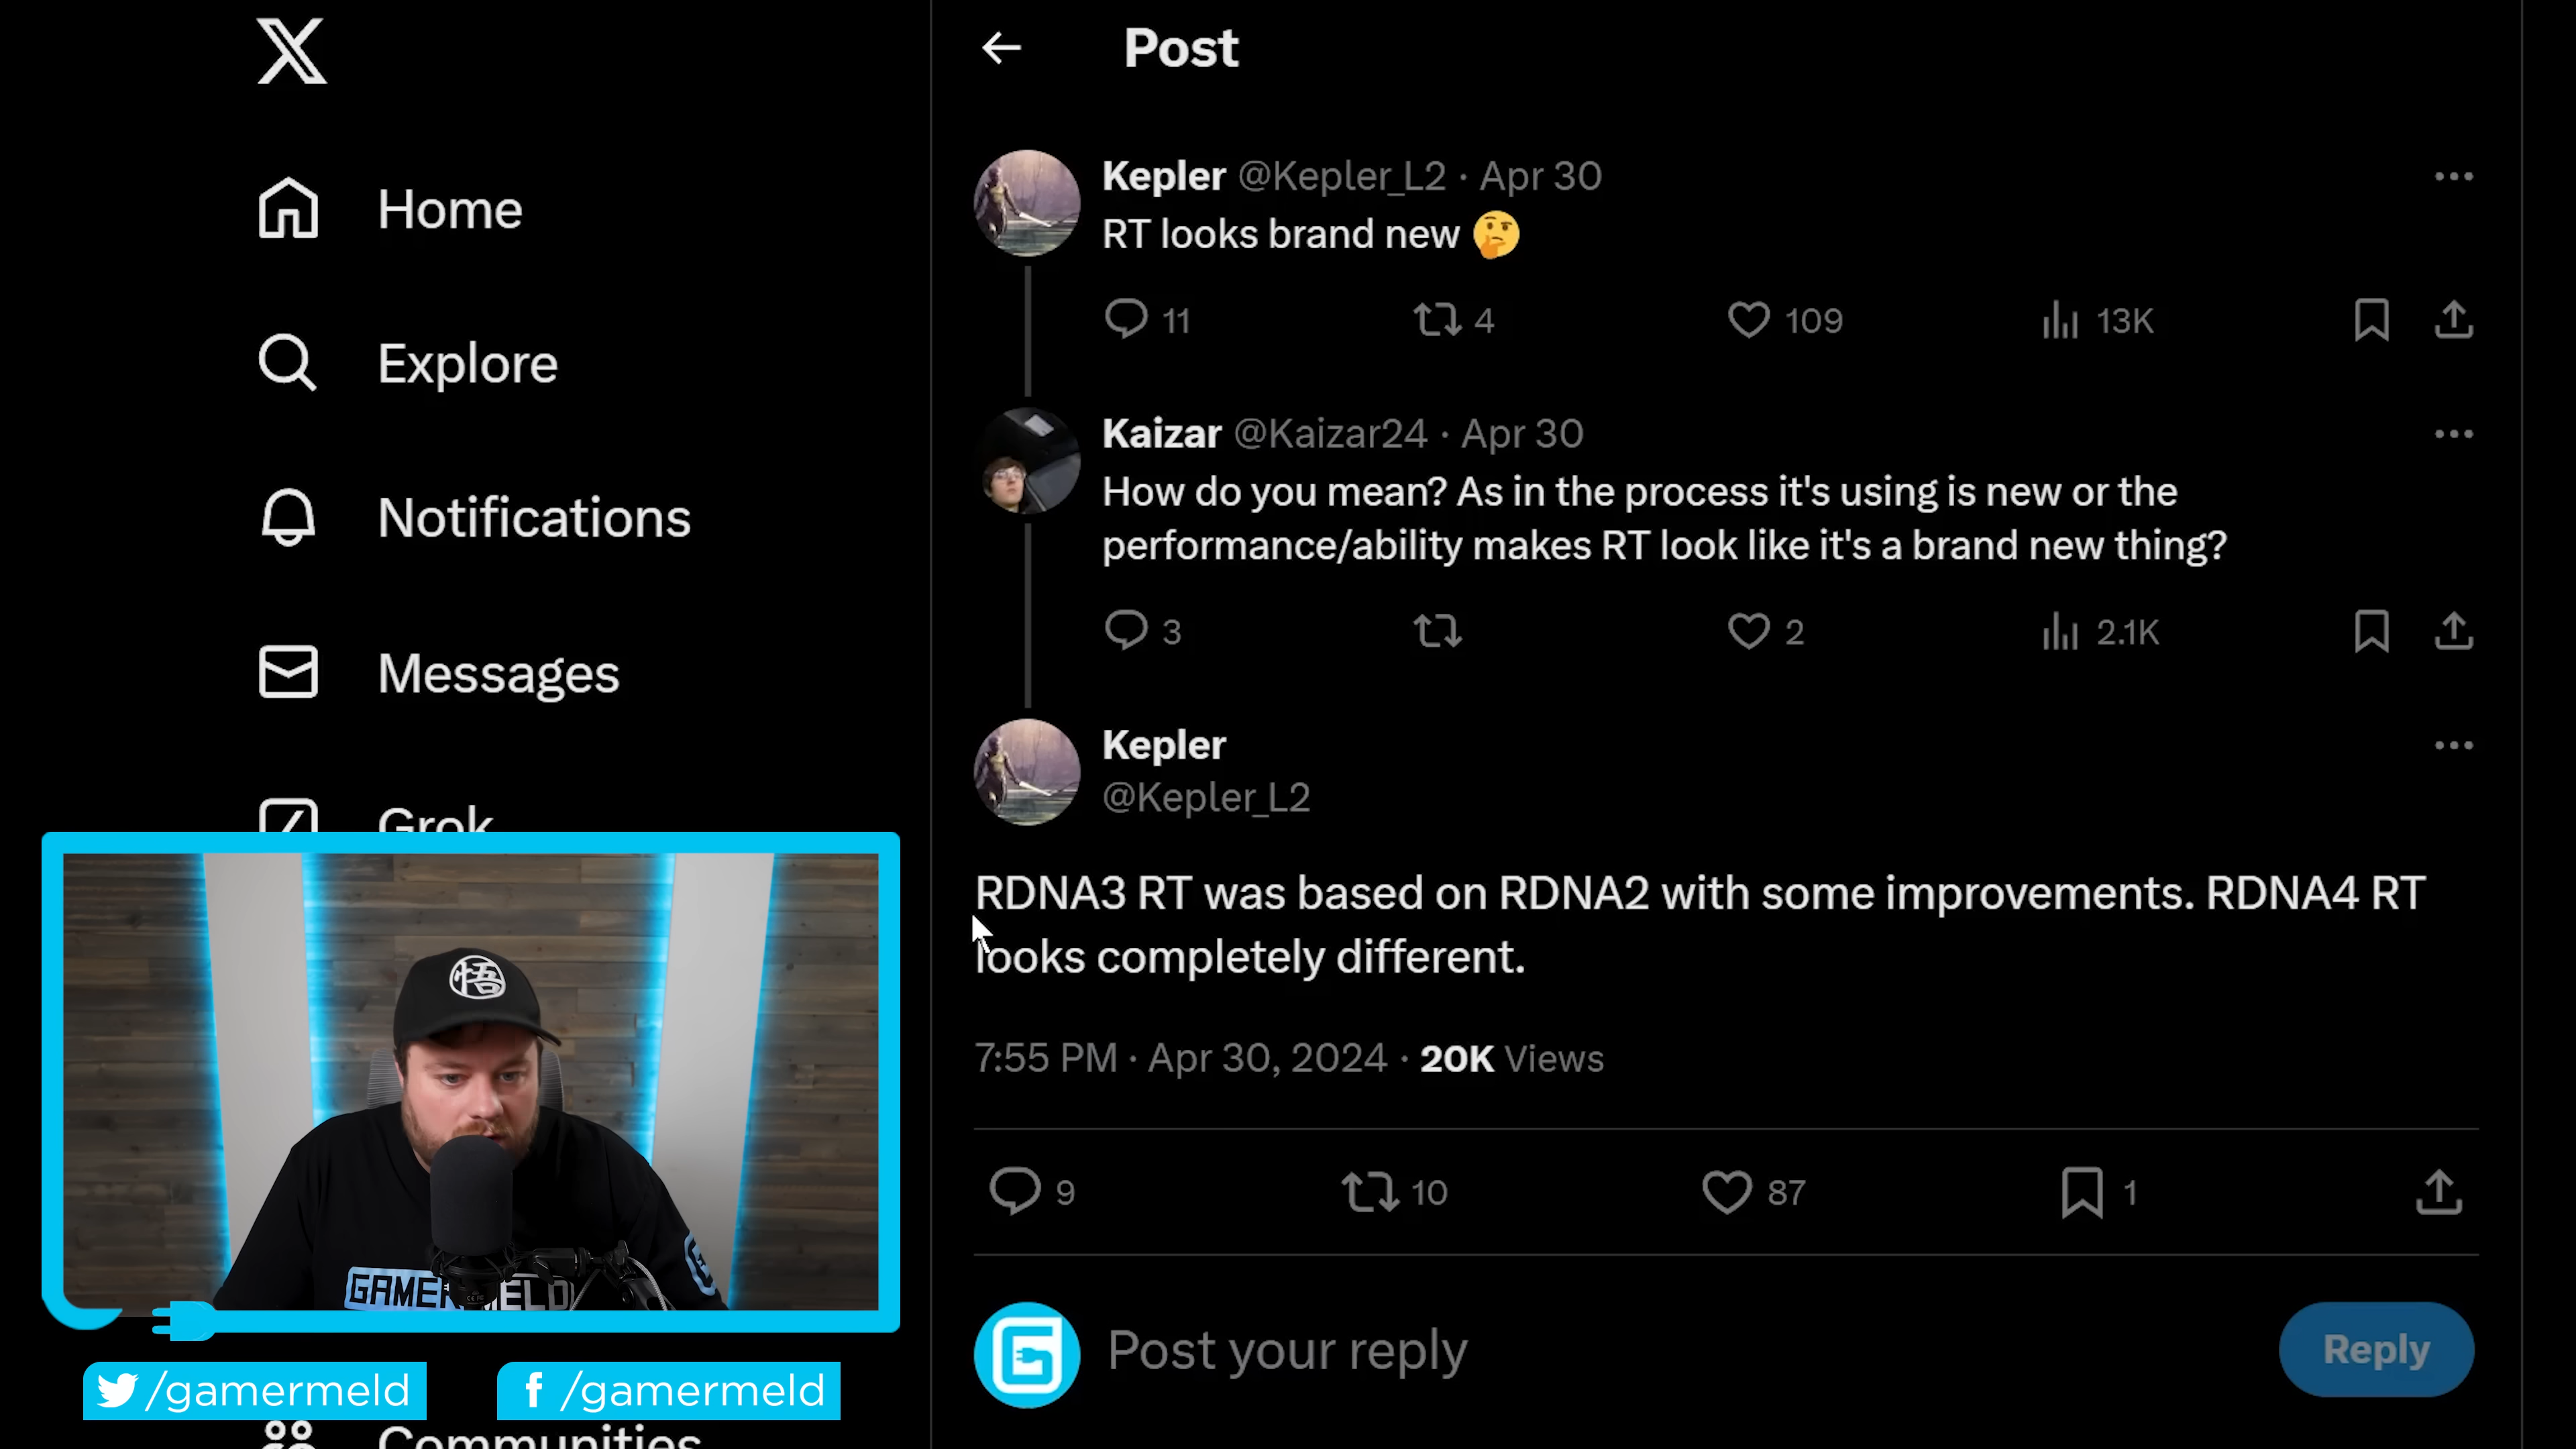 Post
Home
Explore
Notifications
Messages
Grok
Kepler @Kepler_L2 · Apr 30
RT looks brand new 🤔
11 4 109 13K
Kaizar @Kaizar24 · Apr 30
How do you mean? As in the process it's using is new or the
performance/ability makes RT look like it's a brand new thing?
3 2 2.1K
Kepler
@Kepler_L2
RDNA3 RT was based on RDNA2 with some improvements. RDNA4 RT
looks completely different.
7:55 PM · Apr 30, 2024 · 20K Views
9 10 87 1
Post your reply
Reply
悟
GAMER MELD
/gamermeld
/gamermeld
Communities